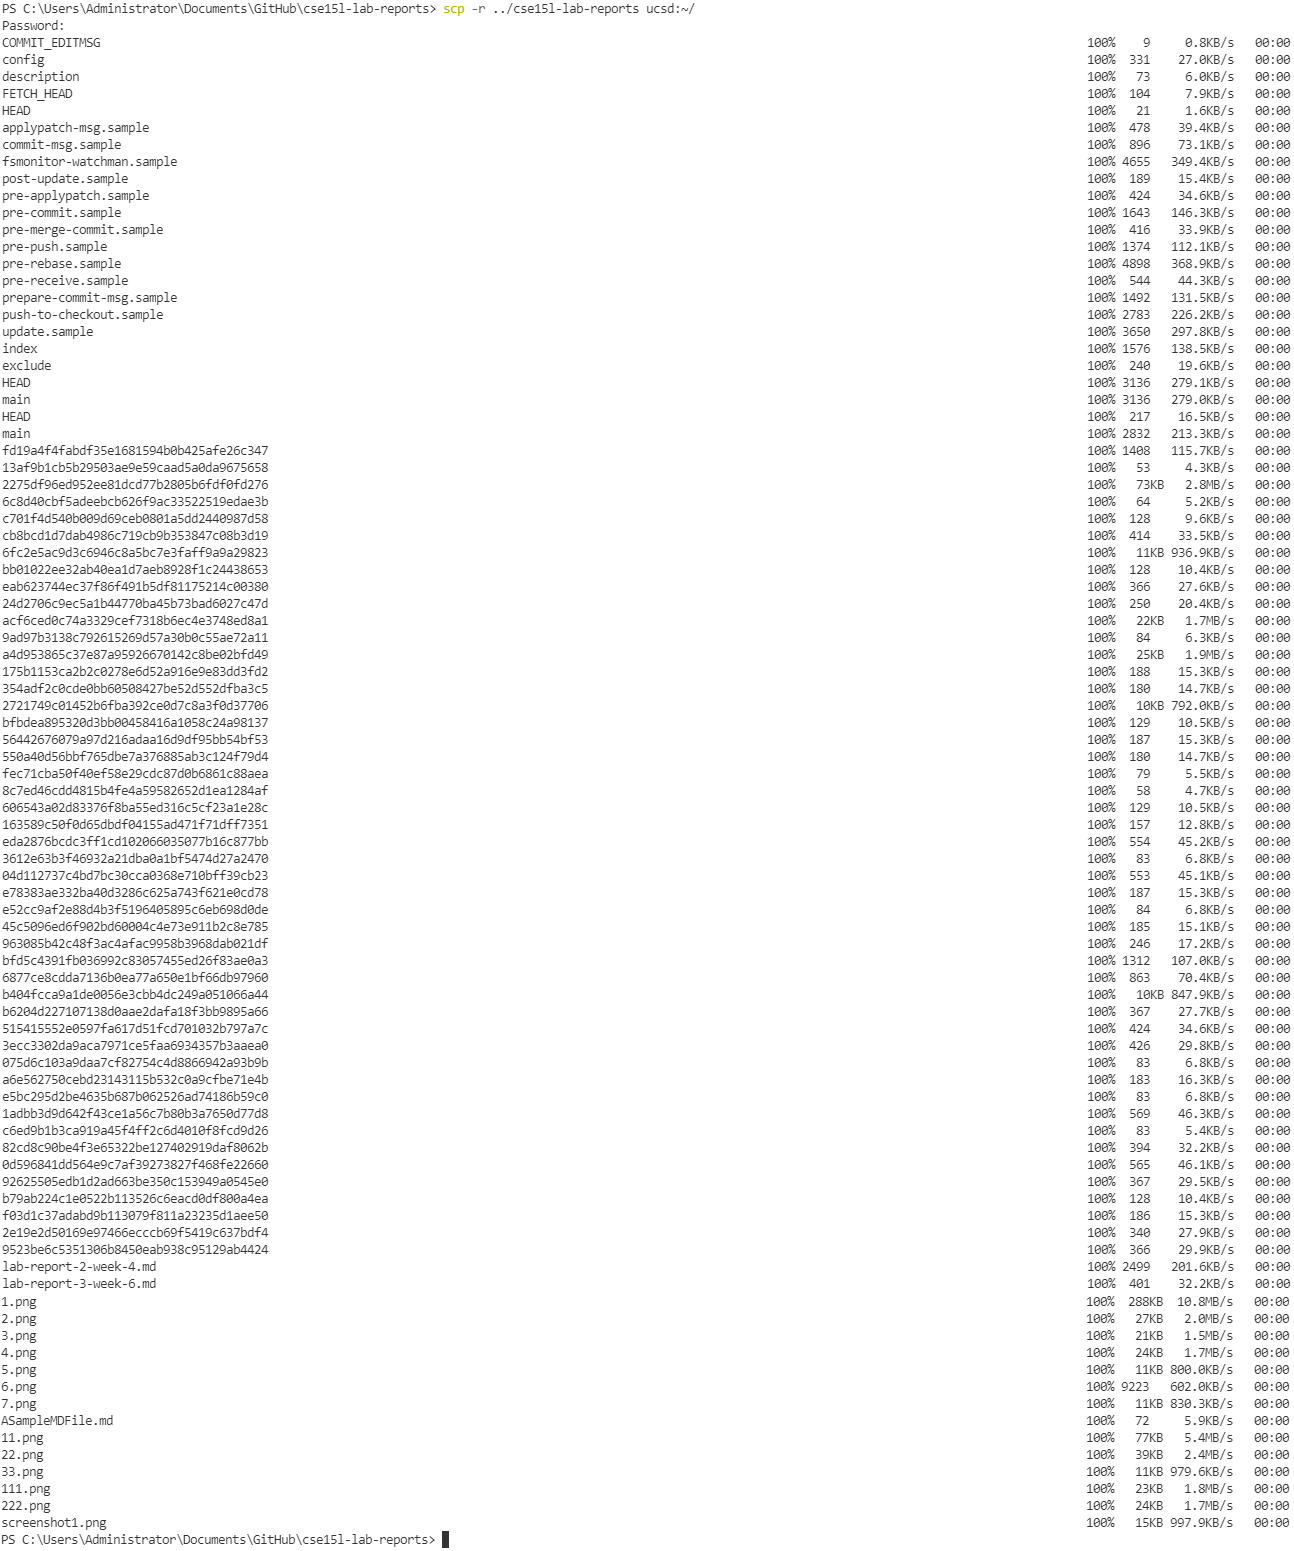 PS C:\Users\Administrator\Documents\GitHub\cse15l-lab-reports> scp -r ../cse15l-lab-reports ucsd:~/
Password:
COMMIT_EDITMSG 100% 9 0.8KB/s 00:00
config 100% 331 27.0KB/s 00:00
description 100% 73 6.0KB/s 00:00
FETCH_HEAD 100% 104 7.9KB/s 00:00
HEAD 100% 21 1.6KB/s 00:00
applypatch-msg.sample 100% 478 39.4KB/s 00:00
commit-msg.sample 100% 896 73.1KB/s 00:00
fsmonitor-watchman.sample 100% 4655 349.4KB/s 00:00
post-update.sample 100% 189 15.4KB/s 00:00
pre-applypatch.sample 100% 424 34.6KB/s 00:00
pre-commit.sample 100% 1643 146.3KB/s 00:00
pre-merge-commit.sample 100% 416 33.9KB/s 00:00
pre-push.sample 100% 1374 112.1KB/s 00:00
pre-rebase.sample 100% 4898 368.9KB/s 00:00
pre-receive.sample 100% 544 44.3KB/s 00:00
prepare-commit-msg.sample 100% 1492 131.5KB/s 00:00
push-to-checkout.sample 100% 2783 226.2KB/s 00:00
update.sample 100% 3650 297.8KB/s 00:00
index 100% 1576 138.5KB/s 00:00
exclude 100% 240 19.6KB/s 00:00
HEAD 100% 3136 279.1KB/s 00:00
main 100% 3136 279.0KB/s 00:00
HEAD 100% 217 16.5KB/s 00:00
main 100% 2832 213.3KB/s 00:00
fd19a4f4fabdf35e1681594b0b425afe26c347 100% 1408 115.7KB/s 00:00
13af9b1cb5b29503ae9e59caad5a0da9675658 100% 53 4.3KB/s 00:00
2275df96ed952ee81dcd77b2805b6fdf0fd276 100% 73KB 2.8MB/s 00:00
6c8d40cbf5adeebcb626f9ac33522519edae3b 100% 64 5.2KB/s 00:00
c701f4d540b009d69ceb0801a5dd2440987d58 100% 128 9.6KB/s 00:00
cb8bcd1d7dab4986c719cb9b353847c08b3d19 100% 414 33.5KB/s 00:00
6fc2e5ac9d3c6946c8a5bc7e3faff9a9a29823 100% 11KB 936.9KB/s 00:00
bb01022ee32ab40ea1d7aeb8928f1c24438653 100% 128 10.4KB/s 00:00
eab623744ec37f86f491b5df81175214c00380 100% 366 27.6KB/s 00:00
24d2706c9ec5a1b44770ba45b73bad6027c47d 100% 250 20.4KB/s 00:00
acf6ced0c74a3329cef7318b6ec4e3748ed8a1 100% 22KB 1.7MB/s 00:00
9ad97b3138c792615269d57a30b0c55ae72a11 100% 84 6.3KB/s 00:00
a4d953865c37e87a95926670142c8be02bfd49 100% 25KB 1.9MB/s 00:00
175b1153ca2b2c0278e6d52a916e9e83dd3fd2 100% 188 15.3KB/s 00:00
354adf2c0cde0bb60508427be52d552dfba3c5 100% 180 14.7KB/s 00:00
2721749c01452b6fba392ce0d7c8a3f0d37706 100% 10KB 792.0KB/s 00:00
bfbdea895320d3bb00458416a1058c24a98137 100% 129 10.5KB/s 00:00
56442676079a97d216adaa16d9df95bb54bf53 100% 187 15.3KB/s 00:00
550a40d56bbf765dbe7a376885ab3c124f79d4 100% 180 14.7KB/s 00:00
fec71cba50f40ef58e29cdc87d0b6861c88aea 100% 79 5.5KB/s 00:00
8c7ed46cdd4815b4fe4a59582652d1ea1284af 100% 58 4.7KB/s 00:00
606543a02d83376f8ba55ed316c5cf23a1e28c 100% 129 10.5KB/s 00:00
163589c50f0d65dbdf04155ad471f71dff7351 100% 157 12.8KB/s 00:00
eda2876bcdc3ff1cd102066035077b16c877bb 100% 554 45.2KB/s 00:00
3612e63b3f46932a21dba0a1bf5474d27a2470 100% 83 6.8KB/s 00:00
04d112737c4bd7bc30cca0368e710bff39cb23 100% 553 45.1KB/s 00:00
e78383ae332ba40d3286c625a743f621e0cd78 100% 187 15.3KB/s 00:00
e52cc9af2e88d4b3f5196405895c6eb698d0de 100% 84 6.8KB/s 00:00
45c5096ed6f902bd60004c4e73e911b2c8e785 100% 185 15.1KB/s 00:00
963085b42c48f3ac4afac9958b3968dab021df 100% 246 17.2KB/s 00:00
bfd5c4391fb036992c83057455ed26f83ae0a3 100% 1312 107.0KB/s 00:00
6877ce8cdda7136b0ea77a650e1bf66db97960 100% 863 70.4KB/s 00:00
b404fcca9a1de0056e3cbb4dc249a051066a44 100% 10KB 847.9KB/s 00:00
b6204d227107138d0aae2dafa18f3bb9895a66 100% 367 27.7KB/s 00:00
515415552e0597fa617d51fcd701032b797a7c 100% 424 34.6KB/s 00:00
3ecc3302da9aca7971ce5faa6934357b3aaea0 100% 426 29.8KB/s 00:00
075d6c103a9daa7cf82754c4d8866942a93b9b 100% 83 6.8KB/s 00:00
a6e562750cebd23143115b532c0a9cfbe71e4b 100% 183 16.3KB/s 00:00
e5bc295d2be4635b687b062526ad74186b59c0 100% 83 6.8KB/s 00:00
1adbb3d9d642f43ce1a56c7b80b3a7650d77d8 100% 569 46.3KB/s 00:00
c6ed9b1b3ca919a45f4ff2c6d4010f8fcd9d26 100% 83 5.4KB/s 00:00
82cd8c90be4f3e65322be127402919daf8062b 100% 394 32.2KB/s 00:00
0d596841dd564e9c7af39273827f468fe22660 100% 565 46.1KB/s 00:00
92625505edb1d2ad663be350c153949a0545e0 100% 367 29.5KB/s 00:00
b79ab224c1e0522b113526c6eacd0df800a4ea 100% 128 10.4KB/s 00:00
f03d1c37adabd9b113079f811a23235d1aee50 100% 186 15.3KB/s 00:00
2e19e2d50169e97466ecccb69f5419c637bdf4 100% 340 27.9KB/s 00:00
9523be6c5351306b8450eab938c95129ab4424 100% 366 29.9KB/s 00:00
lab-report-2-week-4.md 100% 2499 201.6KB/s 00:00
lab-report-3-week-6.md 100% 401 32.2KB/s 00:00
1.png 100% 288KB 10.8MB/s 00:00
2.png 100% 27KB 2.0MB/s 00:00
3.png 100% 21KB 1.5MB/s 00:00
4.png 100% 24KB 1.7MB/s 00:00
5.png 100% 11KB 800.0KB/s 00:00
6.png 100% 9223 602.0KB/s 00:00
7.png 100% 11KB 830.3KB/s 00:00
ASampleMDFile.md 100% 72 5.9KB/s 00:00
11.png 100% 77KB 5.4MB/s 00:00
22.png 100% 39KB 2.4MB/s 00:00
33.png 100% 11KB 979.6KB/s 00:00
111.png 100% 23KB 1.8MB/s 00:00
222.png 100% 24KB 1.7MB/s 00:00
screenshot1.png 100% 15KB 997.9KB/s 00:00
PS C:\Users\Administrator\Documents\GitHub\cse15l-lab-reports>